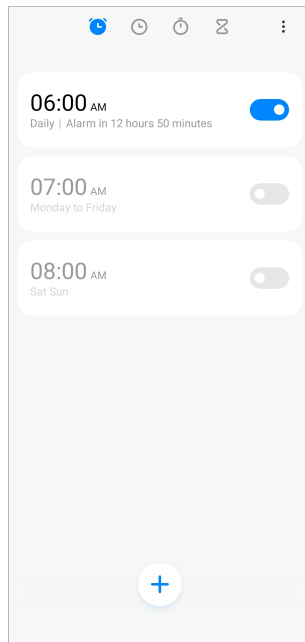 06:00 AM
Daily | Alarm in 12 hours 50 minutes
07:00 AM
Monday to Friday
08:00 AM
Sat Sun